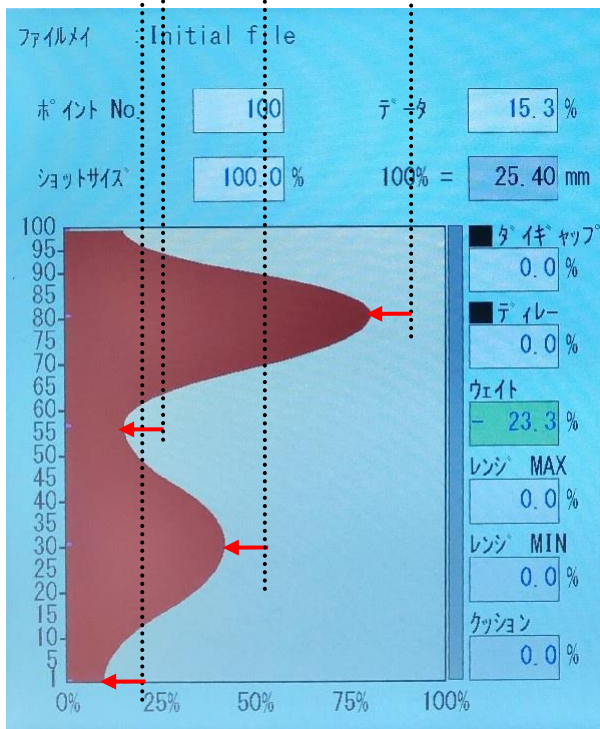 ﾌｧｲﾙﾒｲ :Initial file
ﾎﾟｲﾝﾄ No. 100 ﾃﾞｰﾀ 15.3 %
ｼｮｯﾄｻｲｽﾞ 100.0 % 100% = 25.40 mm
100
95
90
85
80
75
70
65
60
55
50
45
40
35
30
25
20
15
10
5
1
0% 25% 50% 75% 100%
ﾀﾞｲｷﾞｬｯﾌﾟ
0.0 %
ﾃﾞｨﾚｰ
0.0 %
ｳｪｲﾄ
- 23.3 %
ﾚﾝｼﾞ MAX
0.0 %
ﾚﾝｼﾞ MIN
0.0 %
ｸｯｼｮﾝ
0.0 %